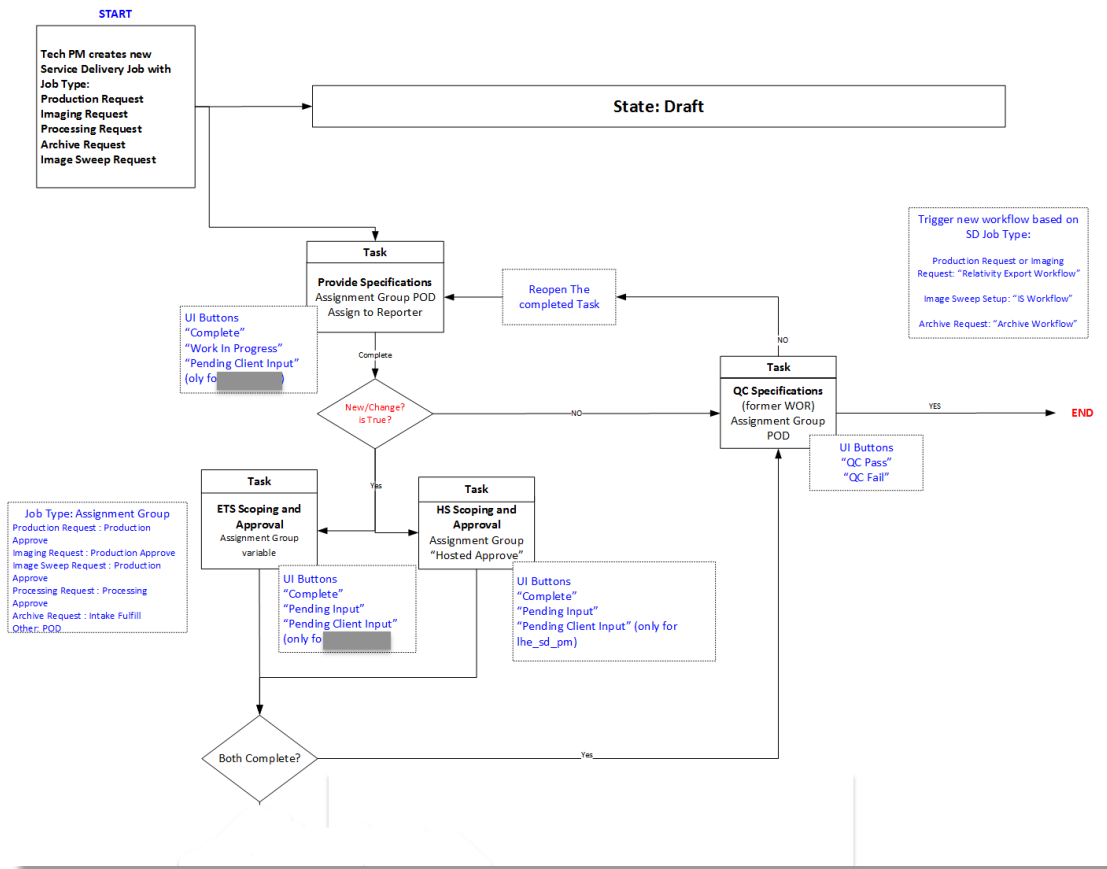 START
Tech PM creates new
Service Delivery Job with
Job Type:
Production Request
Imaging Request
Processing Request
Archive Request
Image Sweep Request
State: Draft
Trigger new workflow based on
SD Job Type:
Production Request or Imaging
Request: “Relativity Export Workflow”
Image Sweep Setup: “IS Workflow”
Archive Request: “Archive Workflow”
Task
Provide Specifications
Assignment Group POD
Assign to Reporter
Reopen The
completed Task
UI Buttons
“Complete”
“Work In Progress”
“Pending Client Input”
(oly fo )
Complete
NO
New/Change?
is True?
NO
Task
QC Specifications
(former WOR)
Assignment Group
POD
YES
END
UI Buttons
“QC Pass”
“QC Fail”
Yes
Task
ETS Scoping and
Approval
Assignment Group
variable
Task
HS Scoping and
Approval
Assignment Group
“Hosted Approve”
Job Type: Assignment Group
Production Request : Production
Approve
Imaging Request : Production Approve
Image Sweep Request : Production
Approve
Processing Request : Processing
Approve
Archive Request : Intake Fulfill
Other: POD
UI Buttons
“Complete”
“Pending Input”
“Pending Client Input”
(only fo
UI Buttons
“Complete”
“Pending Input”
“Pending Client Input” (only for
lhe_sd_pm)
Both Complete?
Yes